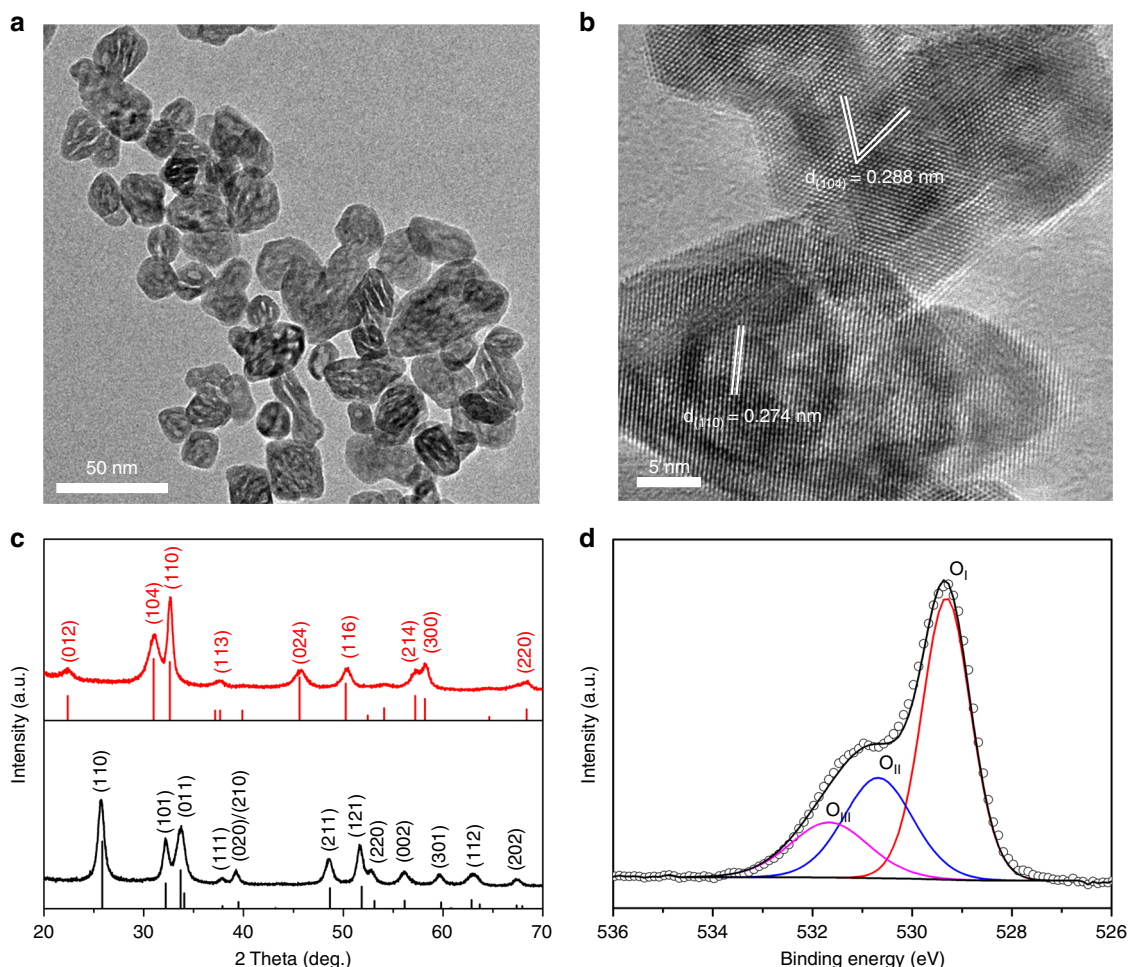 a
50 nm
b
d(104) = 0.288 nm
d(110) = 0.274 nm
5 nm
c
Intensity (a.u.)
(012)
(104)
(110)
(113)
(024)
(116)
(214)
(300)
(220)
(110)
(101)
(011)
(111)
(020)/(210)
(211)
(121)
(220)
(002)
(301)
(112)
(202)
20 30 40 50 60 70
2 Theta (deg.)
d
Intensity (a.u.)
OI
OII
OIII
536 534 532 530 528 526
Binding energy (eV)